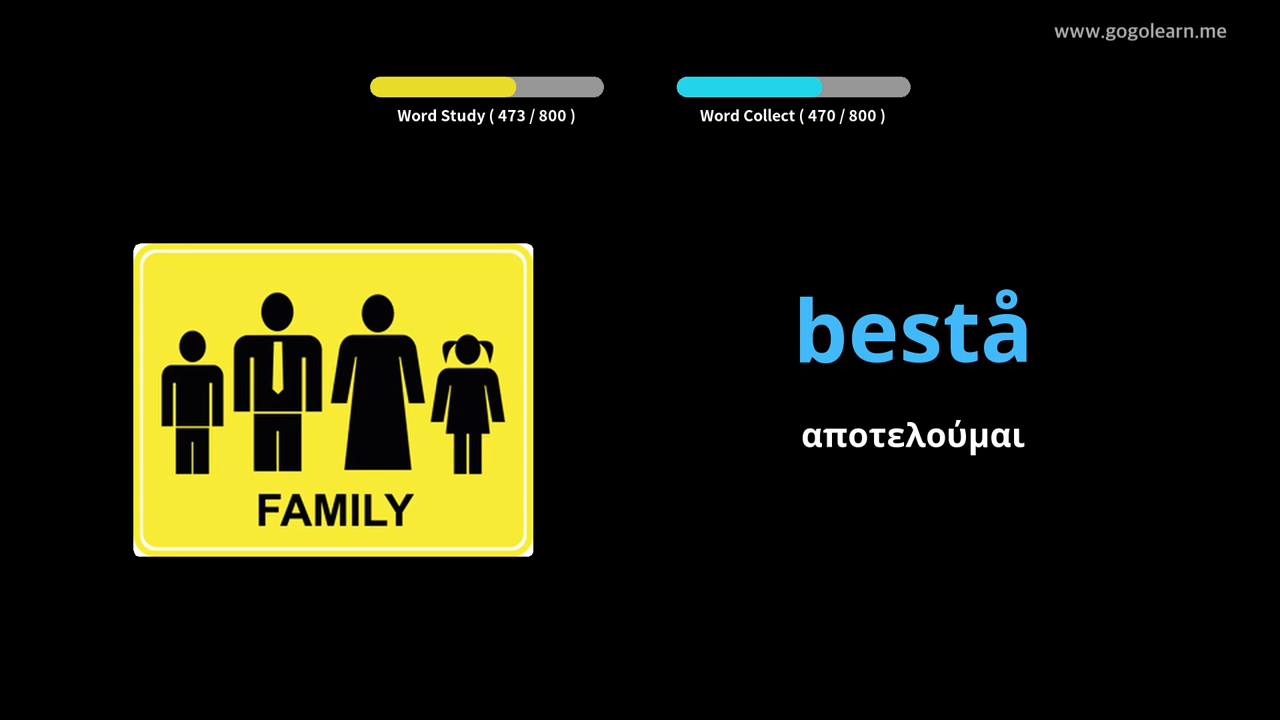 www.gogolearn.me
Word Study ( 473 / 800 )
Word Collect ( 470 / 800 )
FAMILY
bestå
αποτελούμαι